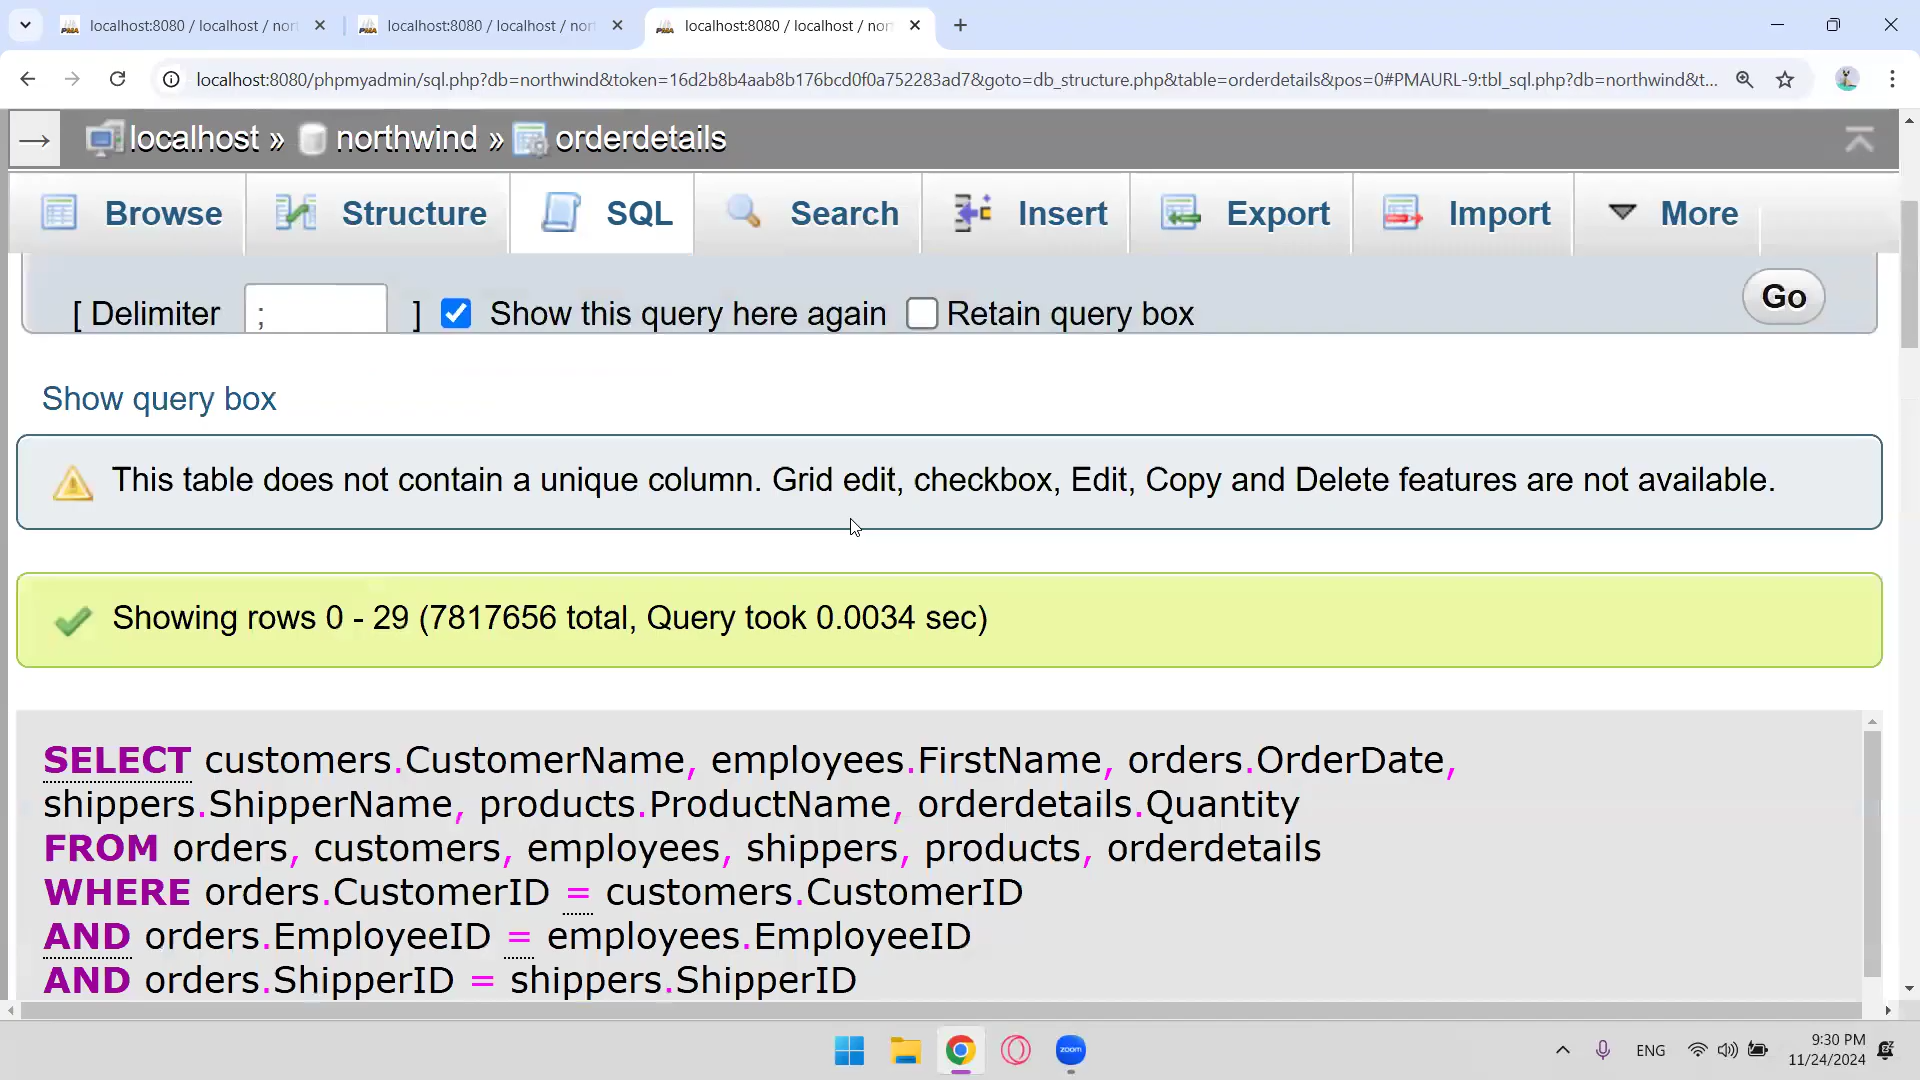 localhost:8080 / localhost / nor
localhost:8080 / localhost / nor
localhost:8080 / localhost / nor
localhost:8080/phpmyadmin/sql.php?db=northwind&token=16d2b8b4aab8b176bcd0f0a752283ad7&goto=db_structure.php&table=orderdetails&pos=0#PMAURL-9:tbl_sql.php?db=northwind&t...
localhost » northwind » orderdetails
Browse Structure SQL Search Insert Export Import More
[ Delimiter ; ] Show this query here again Retain query box Go
Show query box
This table does not contain a unique column. Grid edit, checkbox, Edit, Copy and Delete features are not available.
Showing rows 0 - 29 (7817656 total, Query took 0.0034 sec)
SELECT customers.CustomerName, employees.FirstName, orders.OrderDate,
shippers.ShipperName, products.ProductName, orderdetails.Quantity
FROM orders, customers, employees, shippers, products, orderdetails
WHERE orders.CustomerID = customers.CustomerID
AND orders.EmployeeID = employees.EmployeeID
AND orders.ShipperID = shippers.ShipperID
zoom
ENG
9:30 PM
11/24/2024